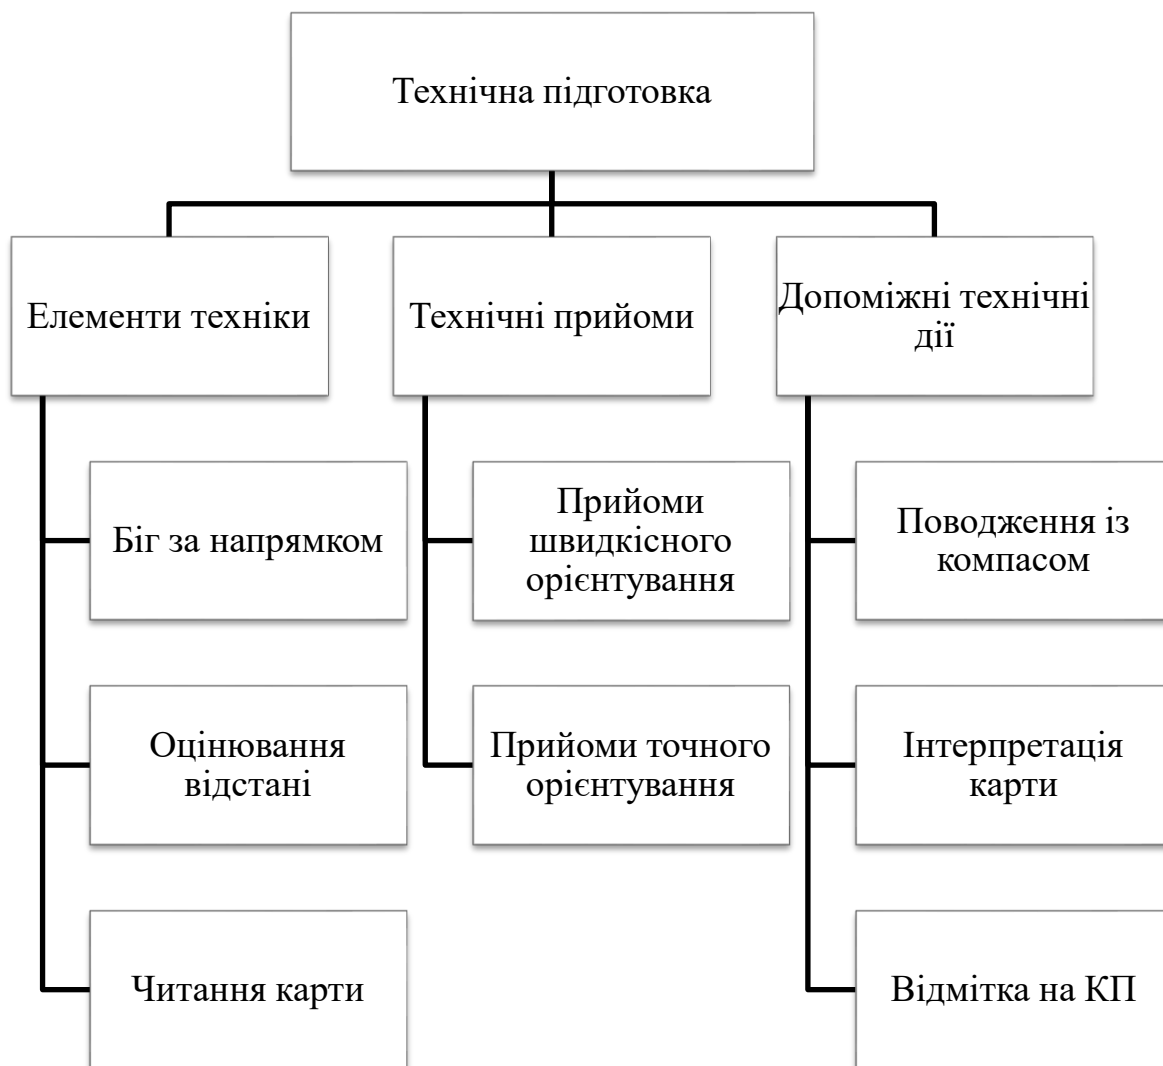 Технічна підготовка
Елементи техніки
Технічні прийоми
Допоміжні технічні
дії
Біг за напрямком
Прийоми
швидкісного
орієнтування
Поводження із
компасом
Оцінювання
відстані
Прийоми точного
орієнтування
Інтерпретація
карти
Читання карти
Відмітка на КП